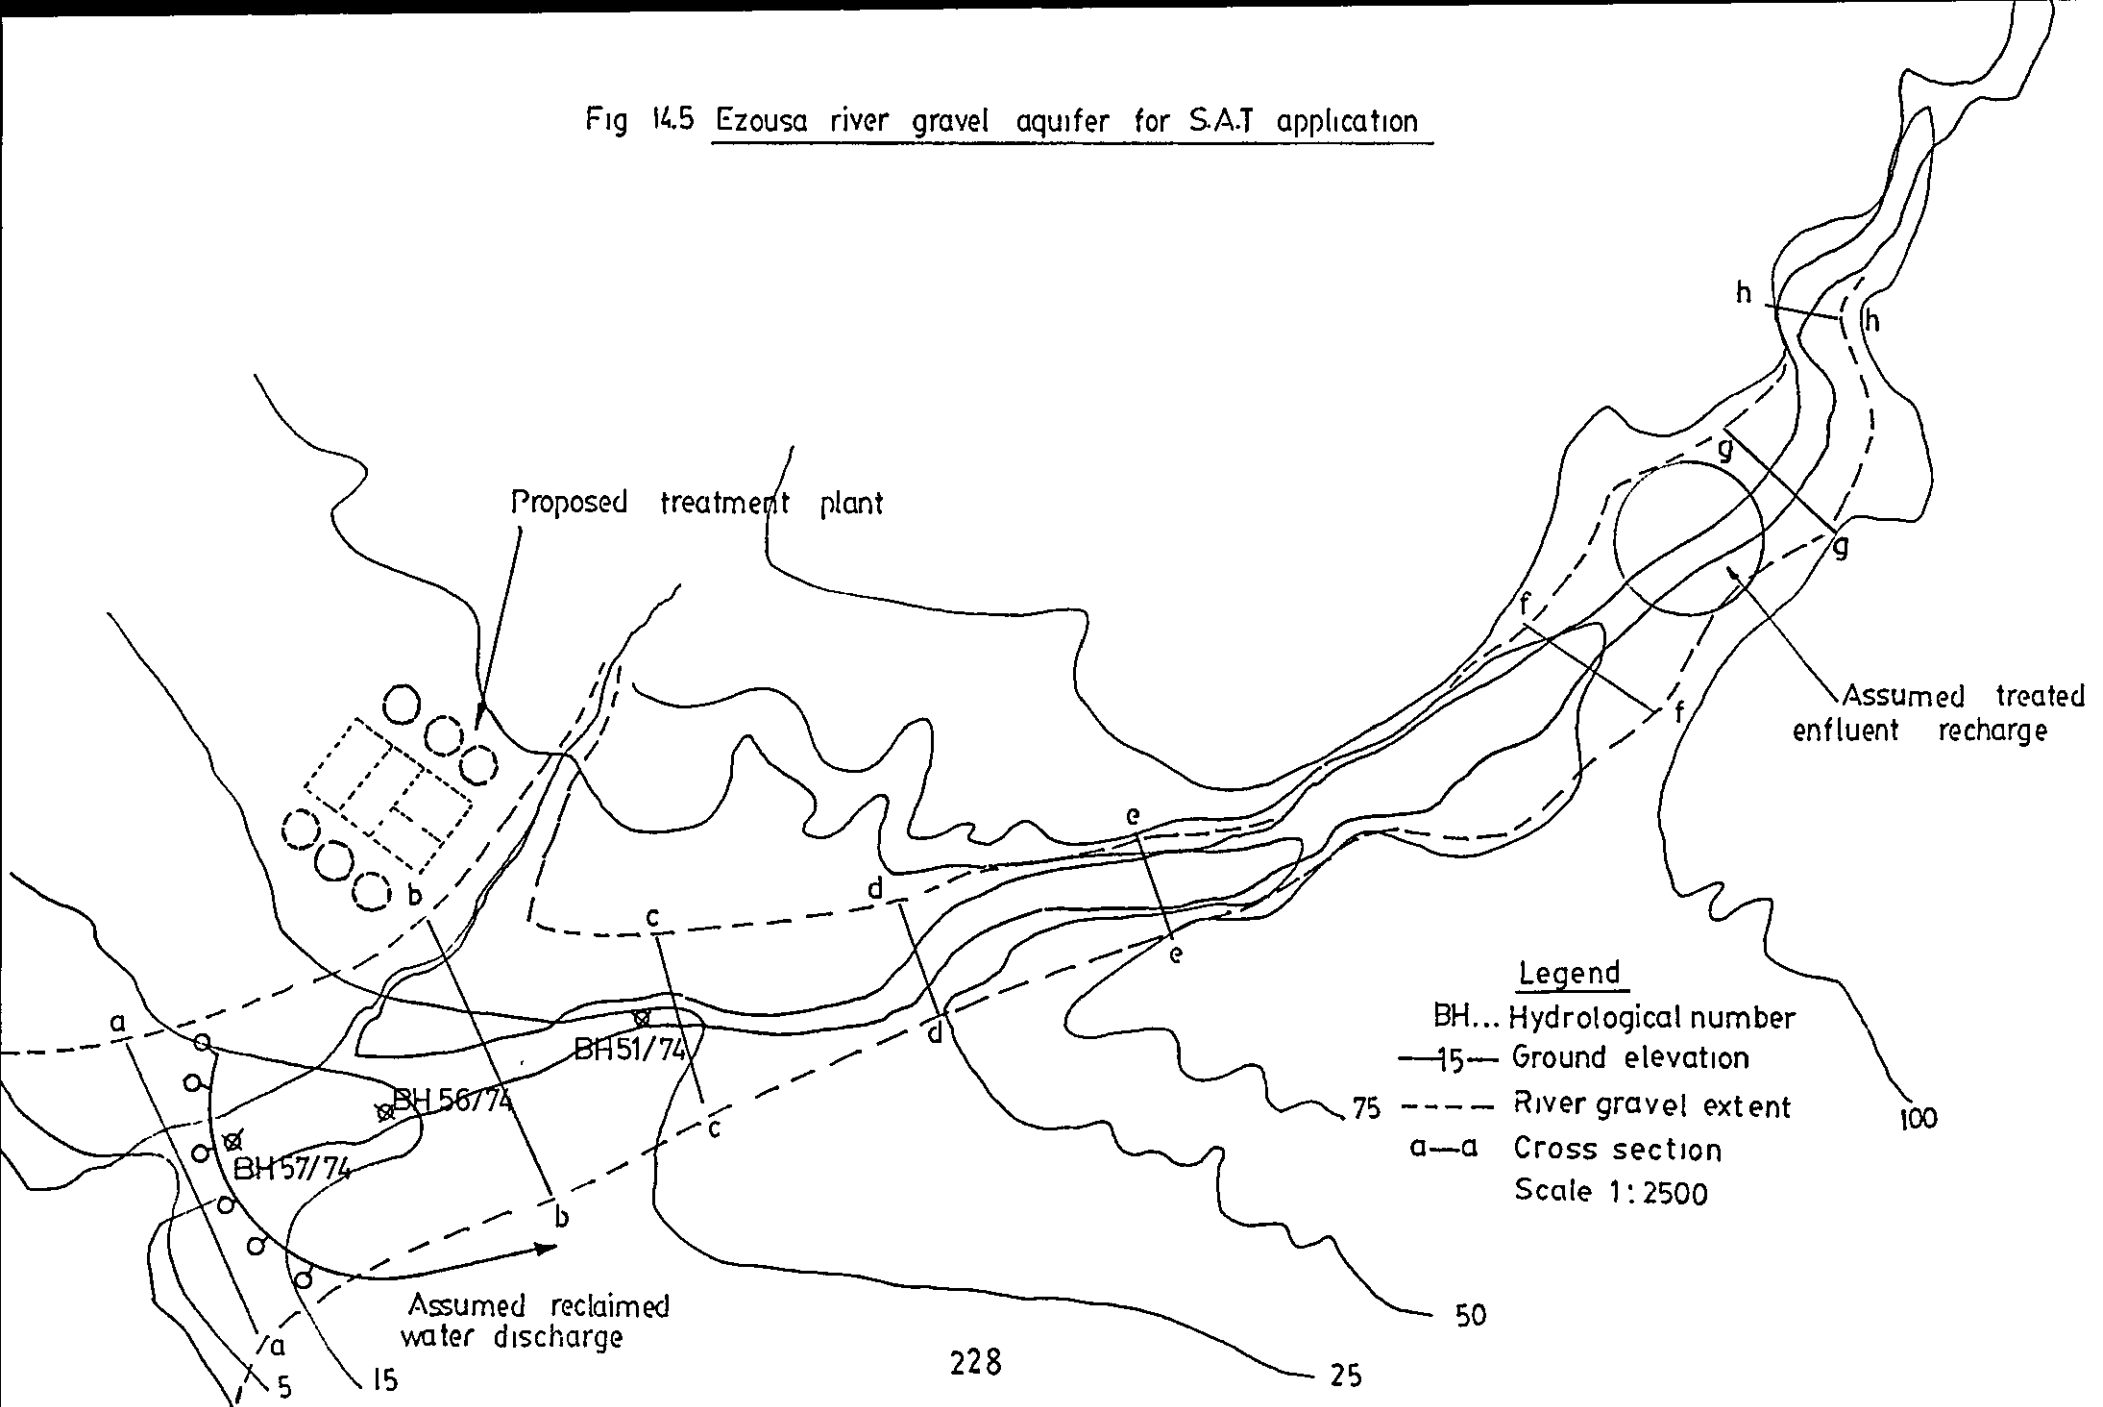 Fig 14.5 Ezousa river gravel aquifer for S.A.T application
h
h
g
g
Proposed treatment plant
f
f
Assumed treated
enfluent recharge
e
e
d
d
c
c
b
b
a
a
BH51/74
BH56/74
BH57/74
Legend
BH... Hydrological number
—15— Ground elevation
---- River gravel extent
a—a Cross section
Scale 1:2500
75
100
50
25
15
5
Assumed reclaimed
water discharge
228